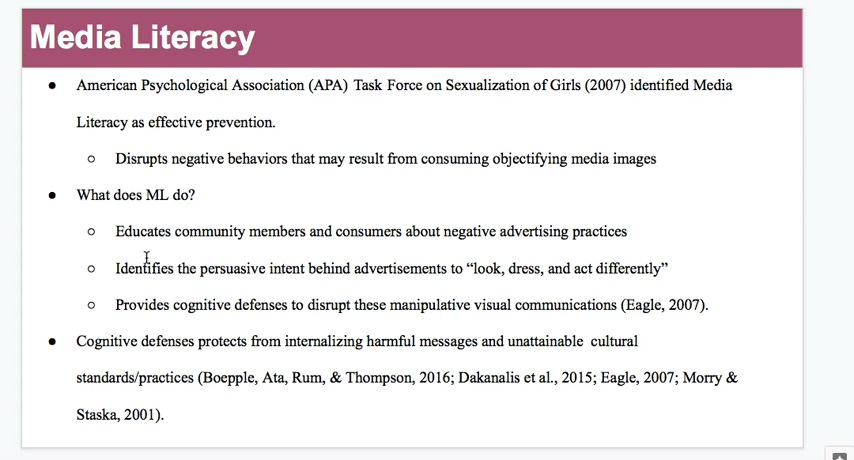 Media Literacy
● American Psychological Association (APA) Task Force on Sexualization of Girls (2007) identified Media
Literacy as effective prevention.
○ Disrupts negative behaviors that may result from consuming objectifying media images
● What does ML do?
○ Educates community members and consumers about negative advertising practices
○ Identifies the persuasive intent behind advertisements to “look, dress, and act differently”
○ Provides cognitive defenses to disrupt these manipulative visual communications (Eagle, 2007).
● Cognitive defenses protects from internalizing harmful messages and unattainable cultural
standards/practices (Boepple, Ata, Rum, & Thompson, 2016; Dakanalis et al., 2015; Eagle, 2007; Morry &
Staska, 2001).